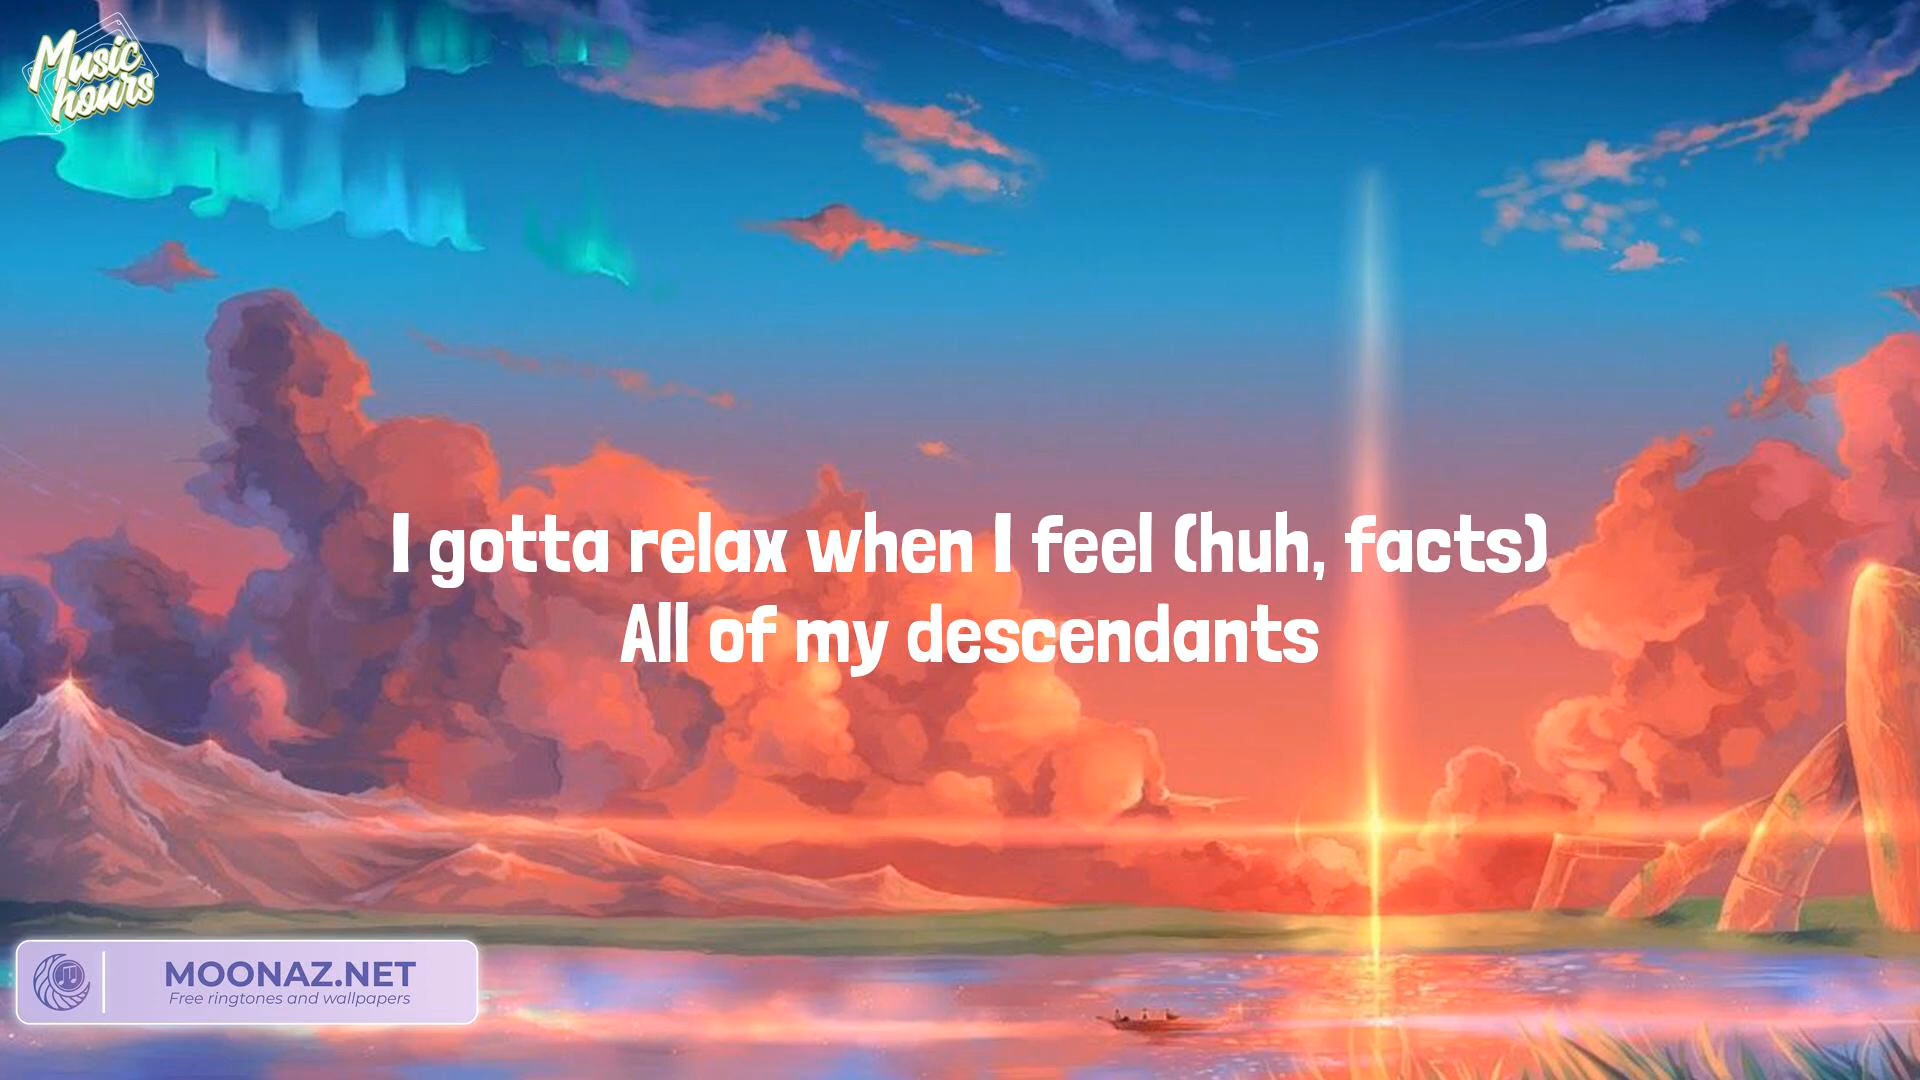 Music
hours
I gotta relax when I feel (huh, facts)
All of my descendants
MOONAZ.NET
Free ringtones and wallpapers